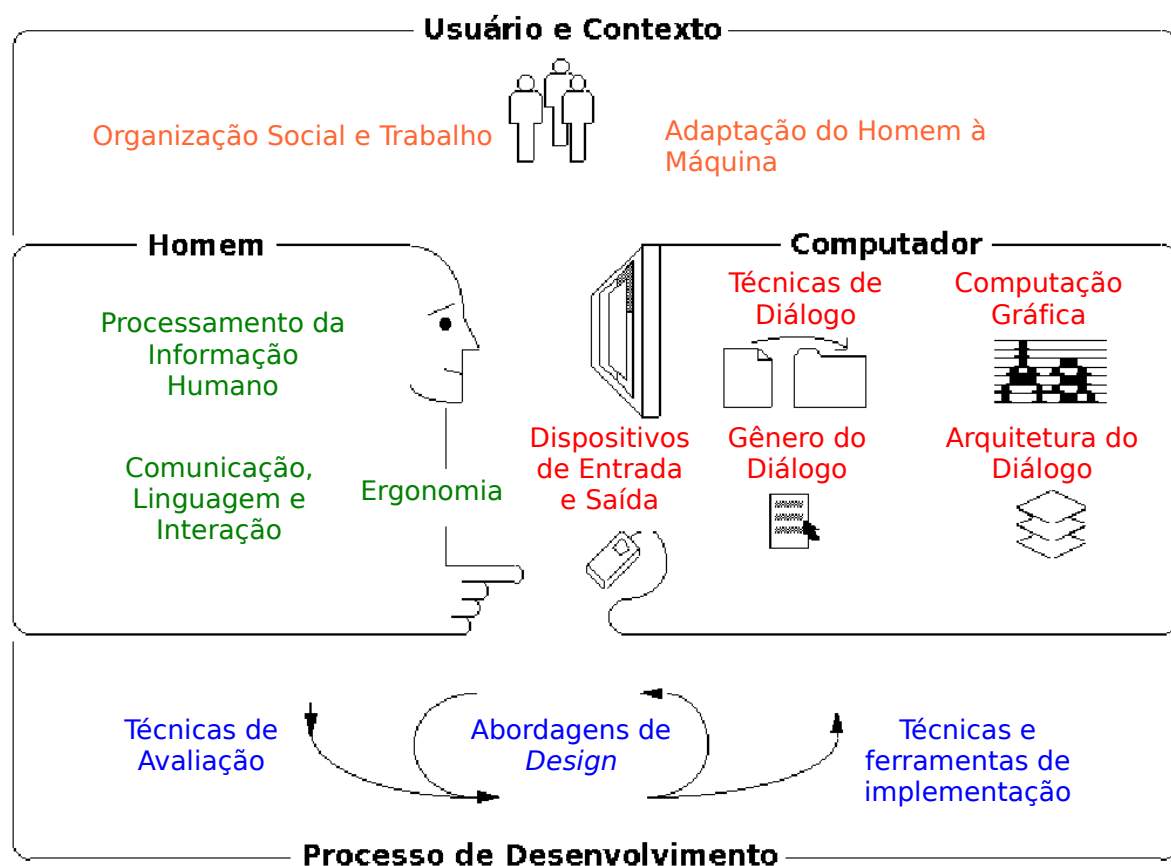 Usuário e Contexto
Organização Social e Trabalho
Adaptação do Homem à
Máquina
Homem
Processamento da
Informação
Humano
Comunicação,
Linguagem e
Interação
Ergonomia
Computador
Técnicas de
Diálogo
Computação
Gráfica
Dispositivos
de Entrada
e Saída
Gênero do
Diálogo
Arquitetura do
Diálogo
Técnicas de
Avaliação
Abordagens de
Design
Técnicas e
ferramentas de
implementação
Processo de Desenvolvimento